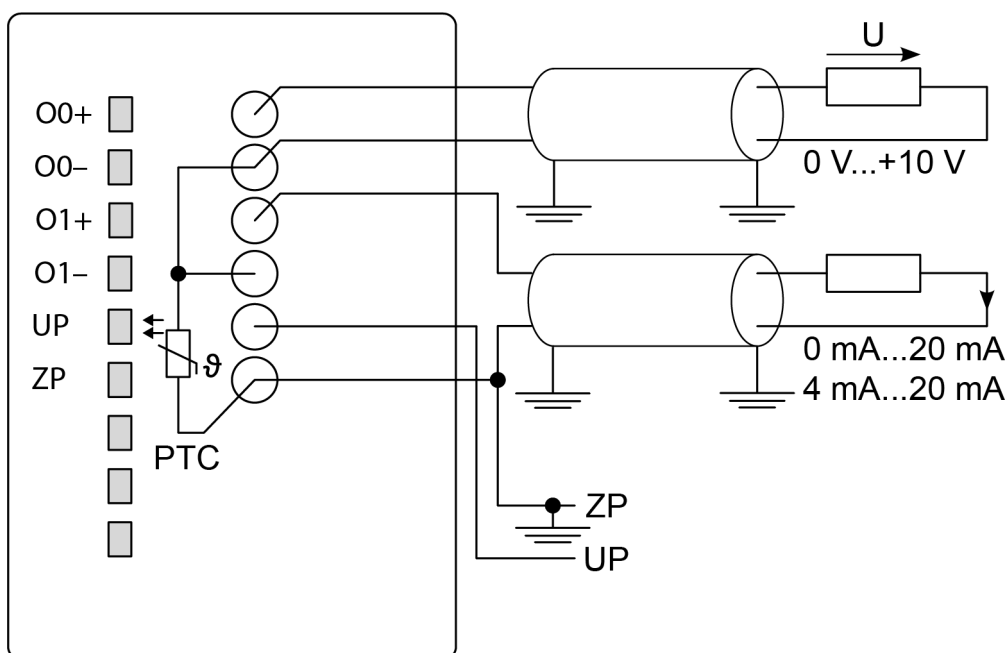 U
O0+
O0–
0 V...+10 V
O1+
O1–
UP
ϑ
0 mA...20 mA
ZP
4 mA...20 mA
PTC
ZP
UP